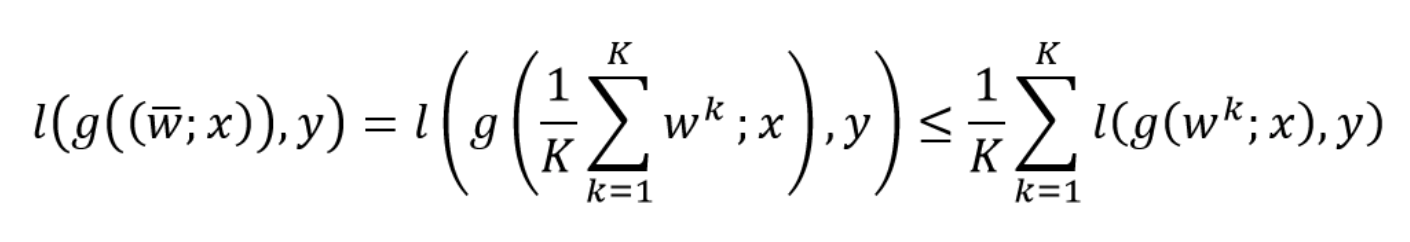 l(g((w̅; x)), y) = l(g(1/K ∑_{k=1}^{K} w^k ; x), y) ≤ 1/K ∑_{k=1}^{K} l(g(w^k; x), y)